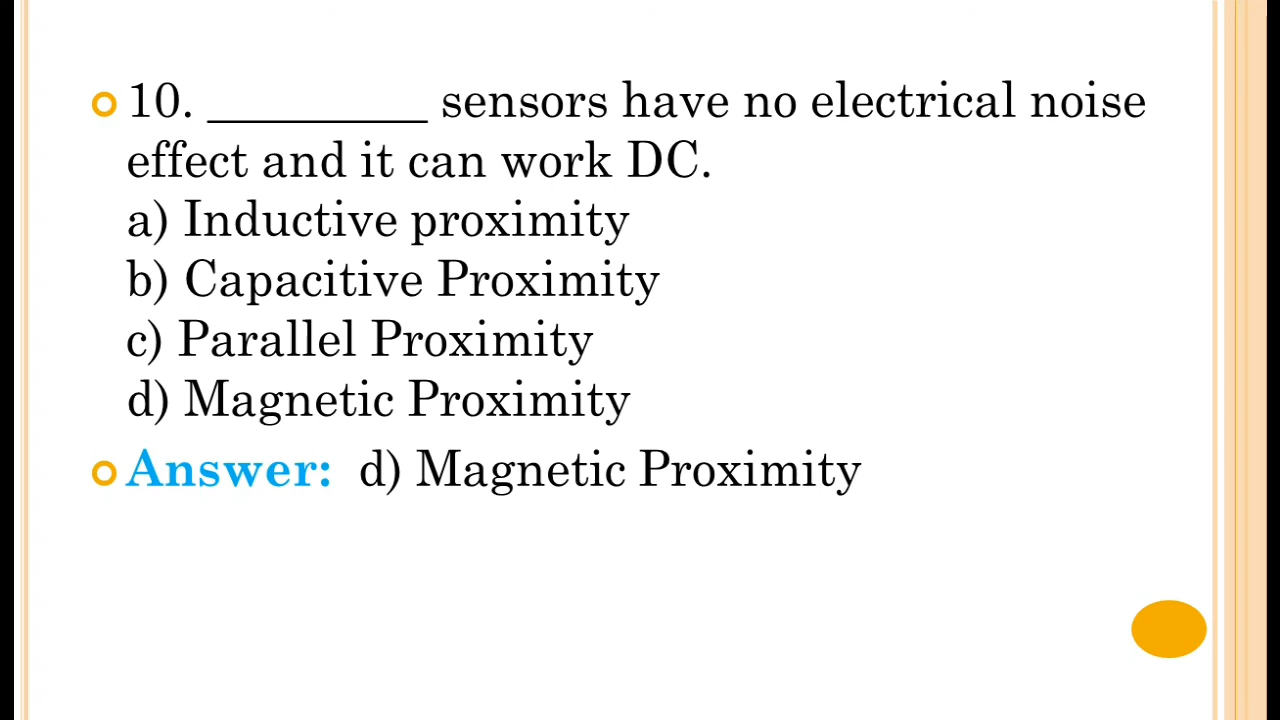 10. _________ sensors have no electrical noise
effect and it can work DC.
a) Inductive proximity
b) Capacitive Proximity
c) Parallel Proximity
d) Magnetic Proximity
Answer: d) Magnetic Proximity